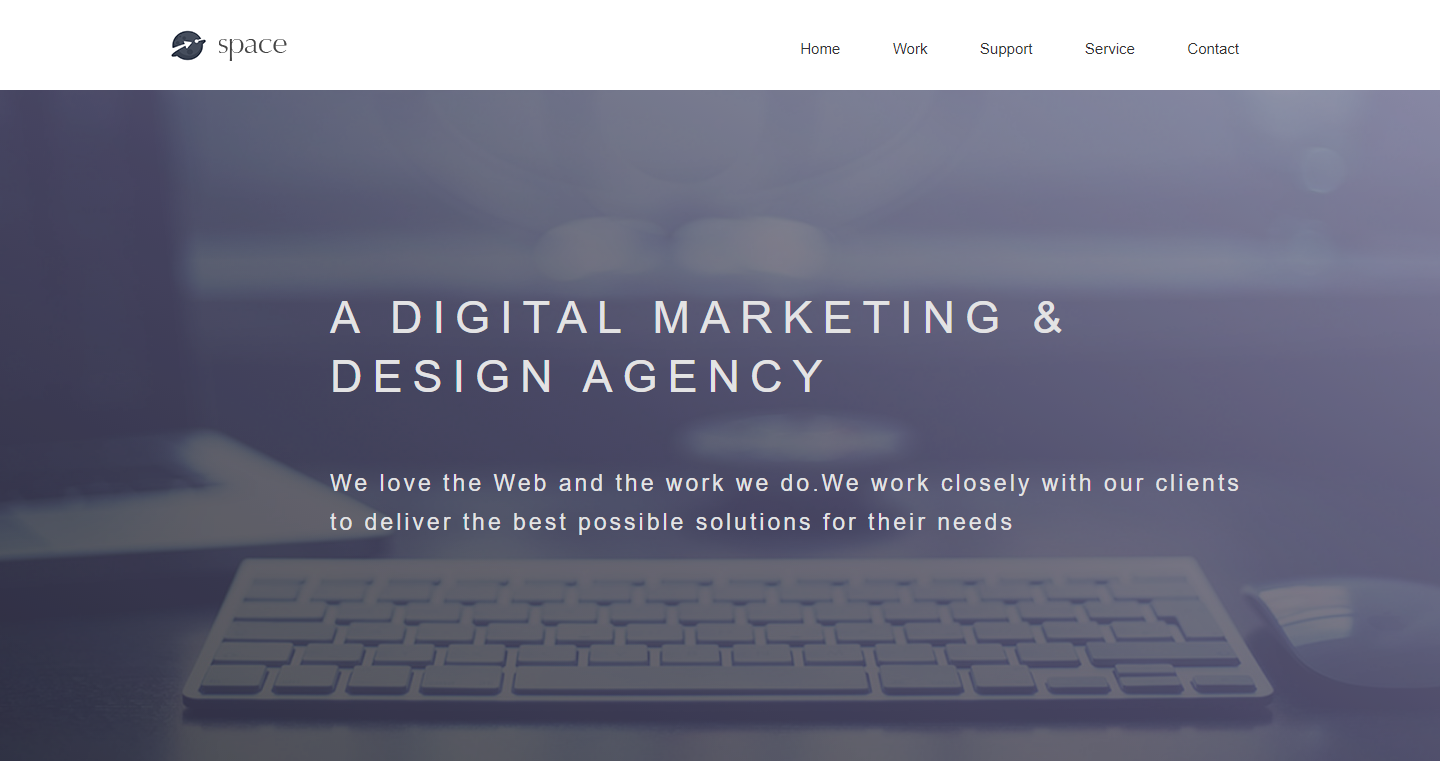 space
Home Work Support Service Contact
A DIGITAL MARKETING &
DESIGN AGENCY
We love the Web and the work we do.We work closely with our clients
to deliver the best possible solutions for their needs